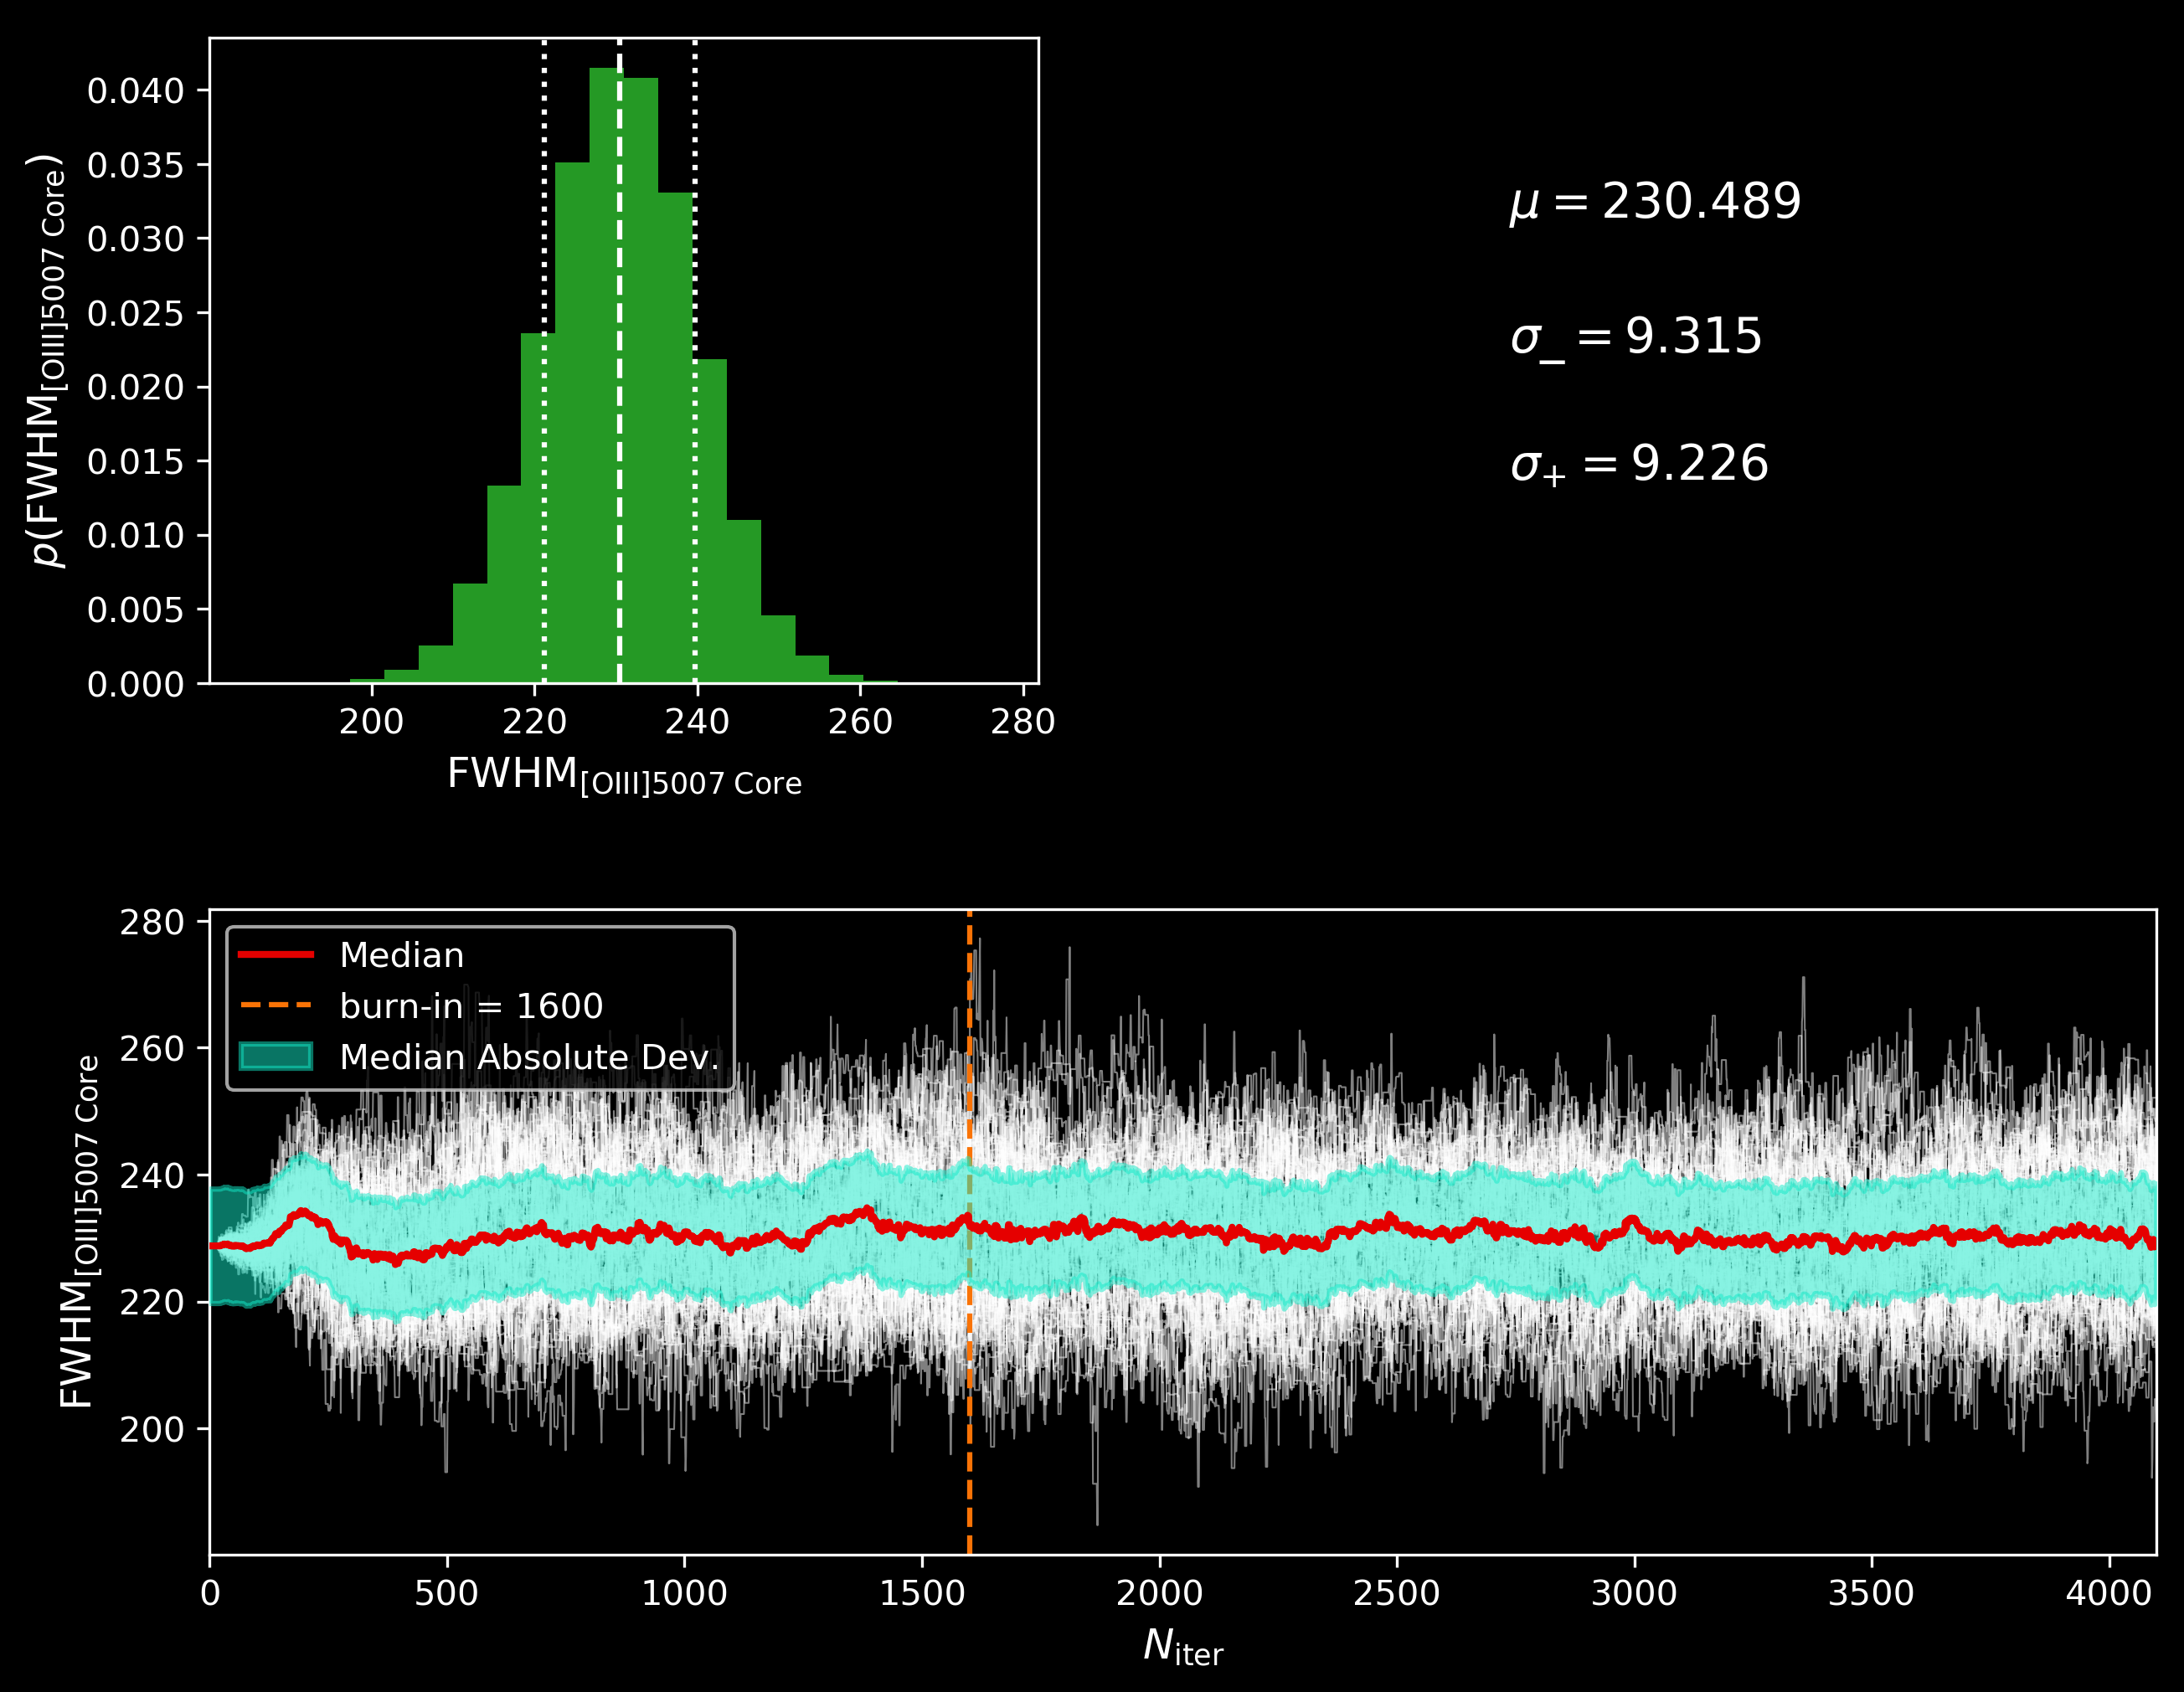 p(FWHM[OIII]5007 Core)
0.040
0.035
0.030
0.025
0.020
0.015
0.010
0.005
0.000
200 220 240 260 280
FWHM[OIII]5007 Core
μ = 230.489
σ− = 9.315
σ+ = 9.226
FWHM[OIII]5007 Core
280
260
240
220
200
Median
burn-in = 1600
Median Absolute Dev.
0 500 1000 1500 2000 2500 3000 3500 4000
Niter